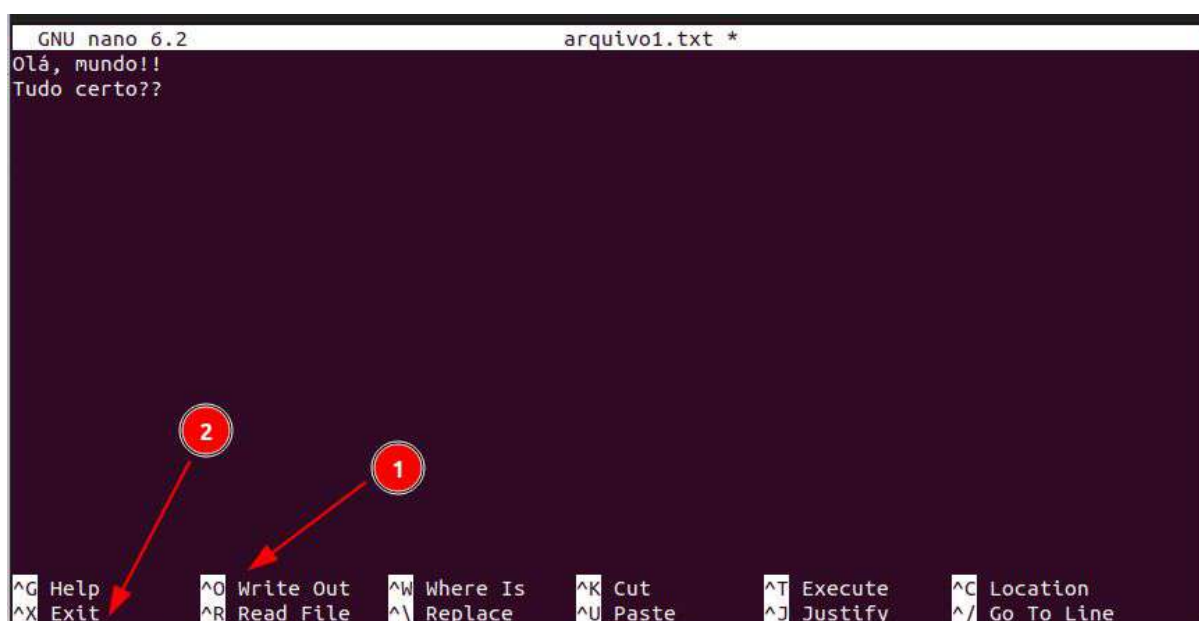 GNU nano 6.2 arquivo1.txt *
Olá, mundo!!
Tudo certo??
2
1
^G Help ^O Write Out ^W Where Is ^K Cut ^T Execute ^C Location
^X Exit ^R Read File ^\ Replace ^U Paste ^J Justify ^/ Go To Line